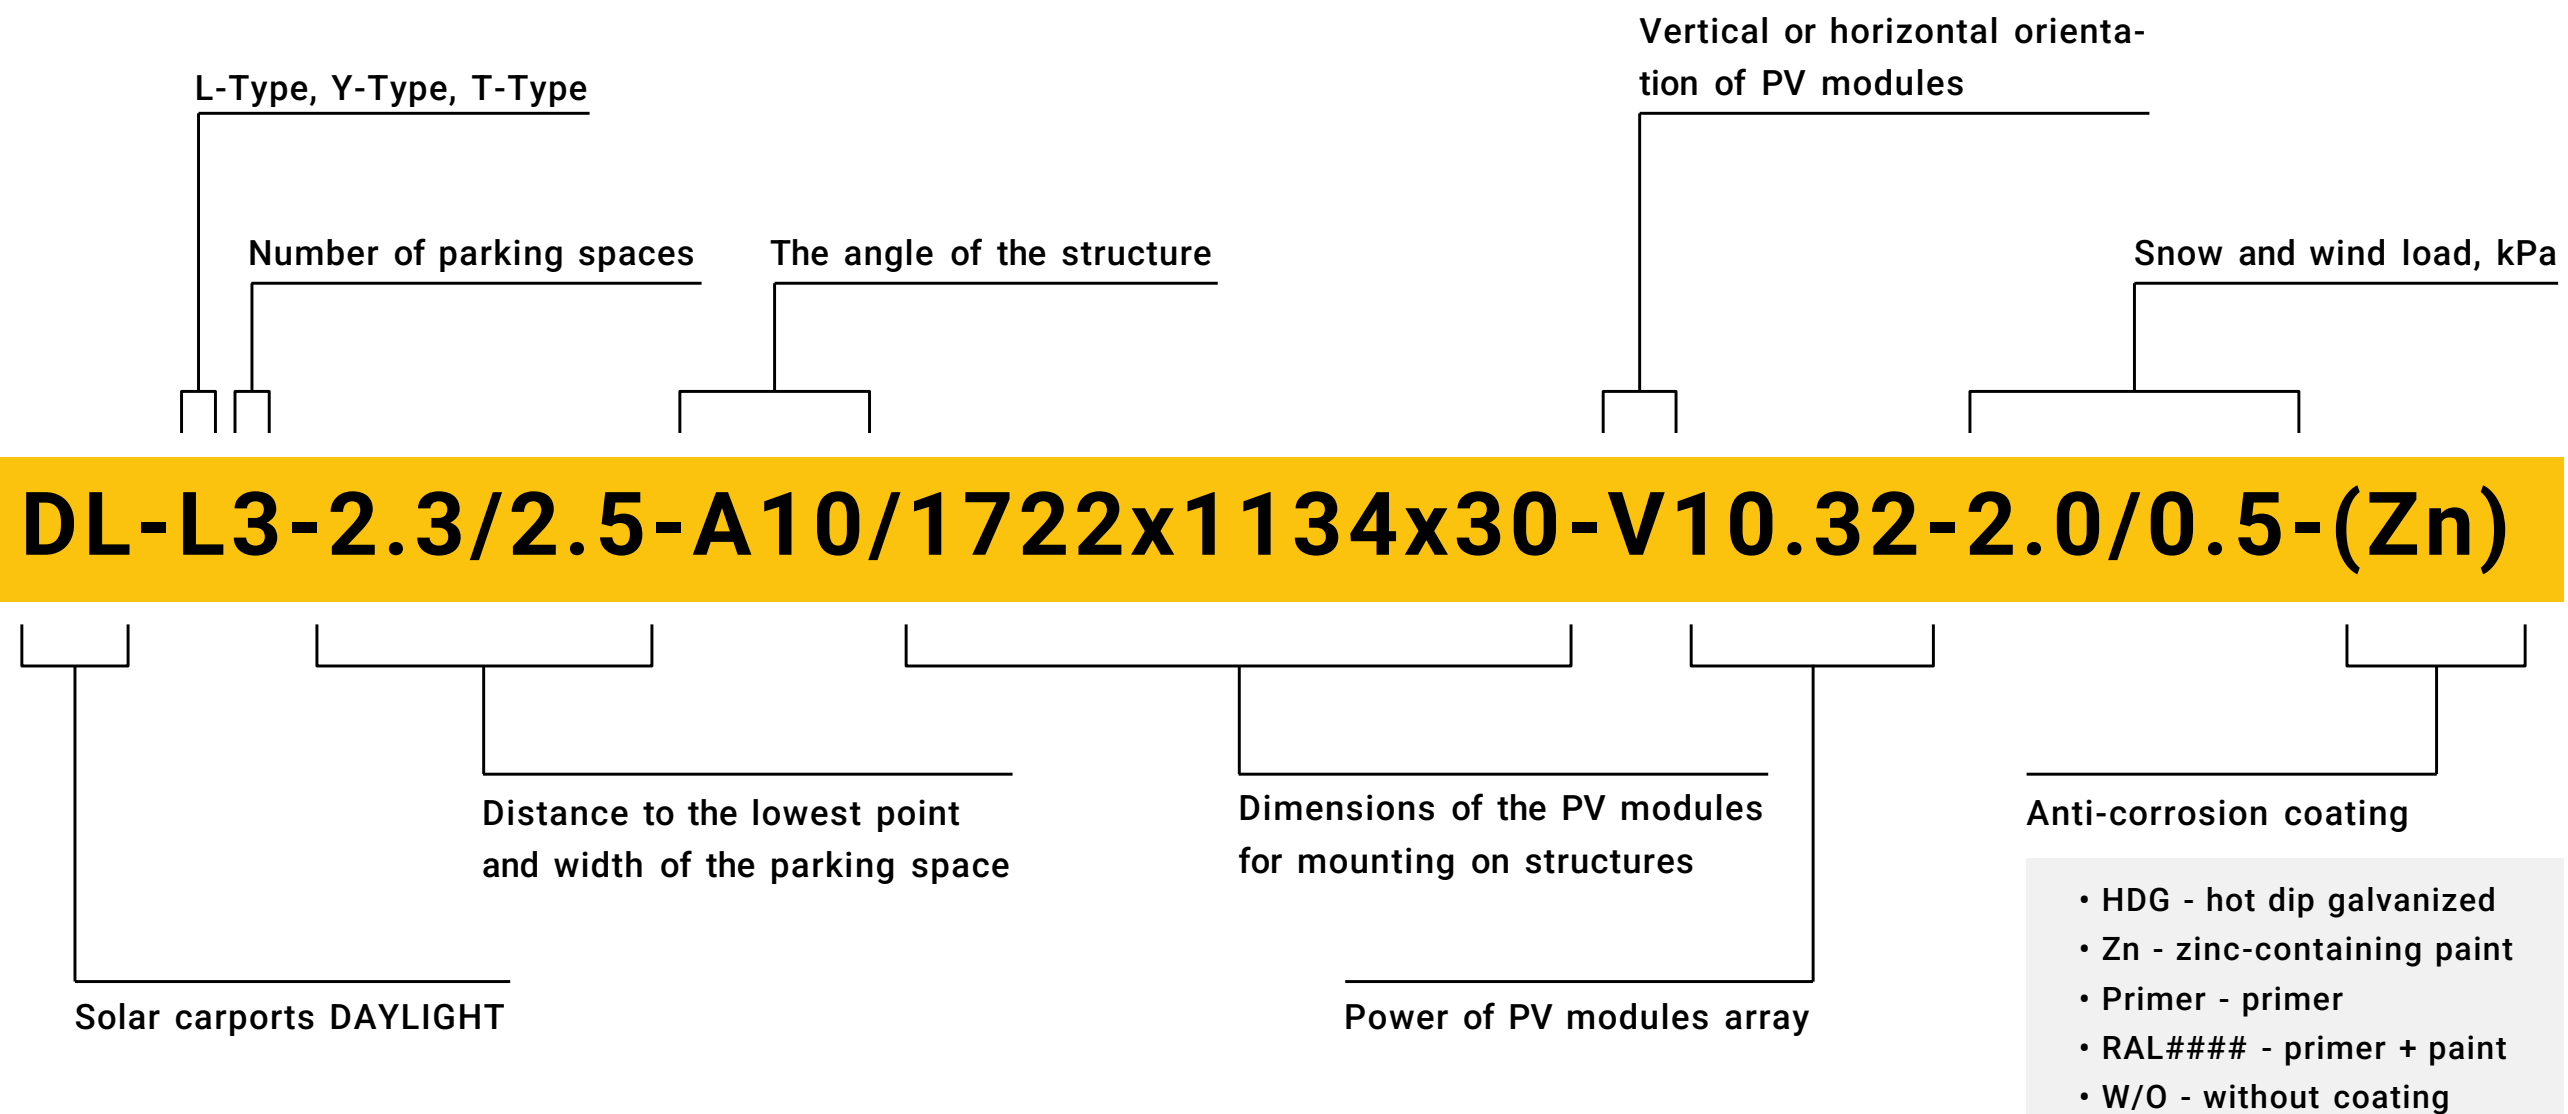 Vertical or horizontal orienta-
tion of PV modules
L-Type, Y-Type, T-Type
Number of parking spaces
The angle of the structure
Snow and wind load, kPa
DL-L3-2.3/2.5-A10/1722x1134x30-V10.32-2.0/0.5-(Zn)
Distance to the lowest point
and width of the parking space
Dimensions of the PV modules
for mounting on structures
Anti-corrosion coating
• HDG - hot dip galvanized
• Zn - zinc-containing paint
• Primer - primer
• RAL#### - primer + paint
• W/O - without coating
Solar carports DAYLIGHT
Power of PV modules array